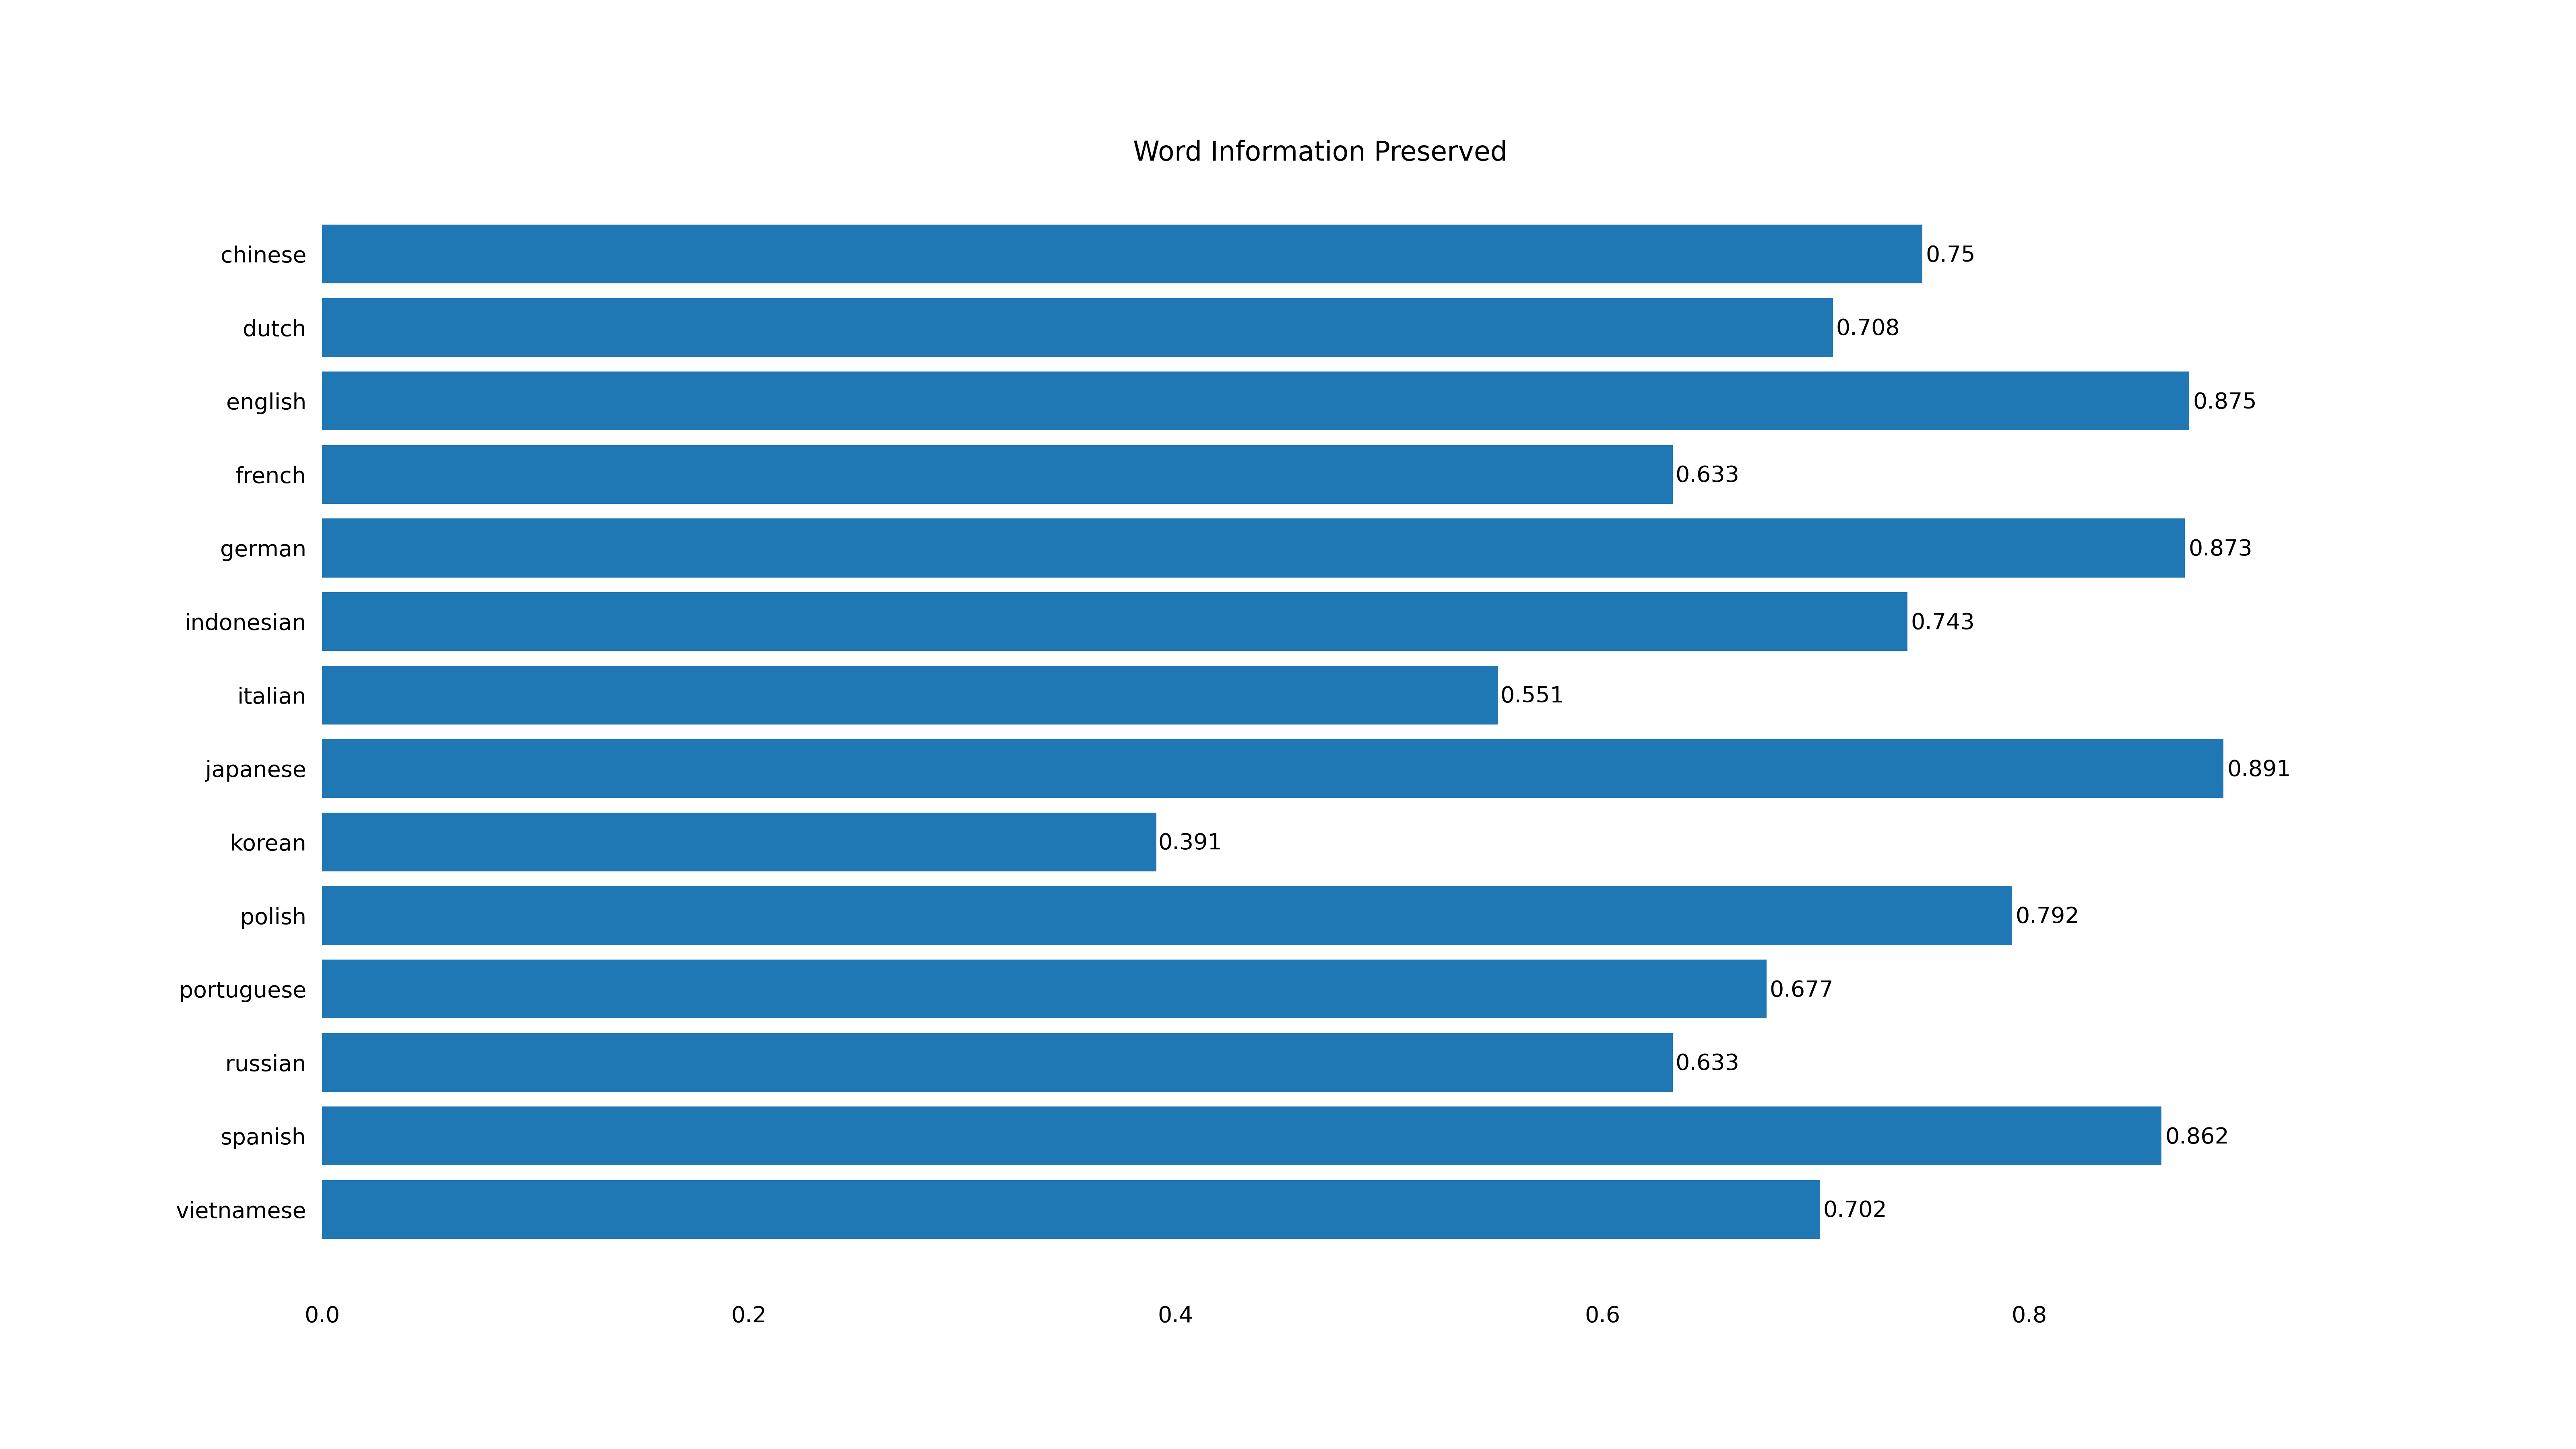 Word Information Preserved
chinese 0.75
dutch 0.708
english 0.875
french 0.633
german 0.873
indonesian 0.743
italian 0.551
japanese 0.891
korean 0.391
polish 0.792
portuguese 0.677
russian 0.633
spanish 0.862
vietnamese 0.702
0.0 0.2 0.4 0.6 0.8